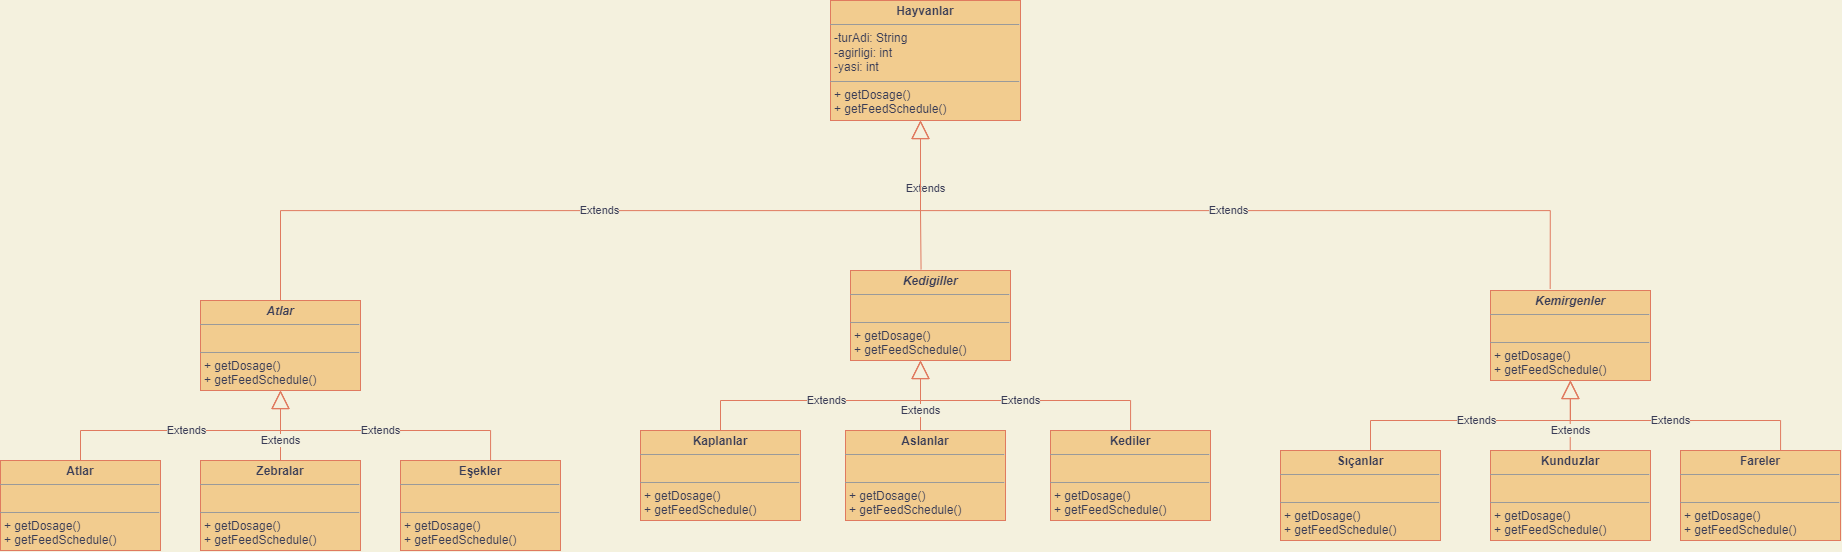 Hayvanlar
-turAdi: String
-agirligi: int
-yasi: int
+ getDosage()
+ getFeedSchedule()
Extends
Extends
Extends
Atlar
+ getDosage()
+ getFeedSchedule()
Kedigiller
+ getDosage()
+ getFeedSchedule()
Kemirgenler
+ getDosage()
+ getFeedSchedule()
Extends
Extends
Extends
Atlar
+ getDosage()
+ getFeedSchedule()
Zebralar
+ getDosage()
+ getFeedSchedule()
Eşekler
+ getDosage()
+ getFeedSchedule()
Extends
Extends
Extends
Kaplanlar
+ getDosage()
+ getFeedSchedule()
Aslanlar
+ getDosage()
+ getFeedSchedule()
Kediler
+ getDosage()
+ getFeedSchedule()
Extends
Extends
Extends
Sıçanlar
+ getDosage()
+ getFeedSchedule()
Kunduzlar
+ getDosage()
+ getFeedSchedule()
Fareler
+ getDosage()
+ getFeedSchedule()